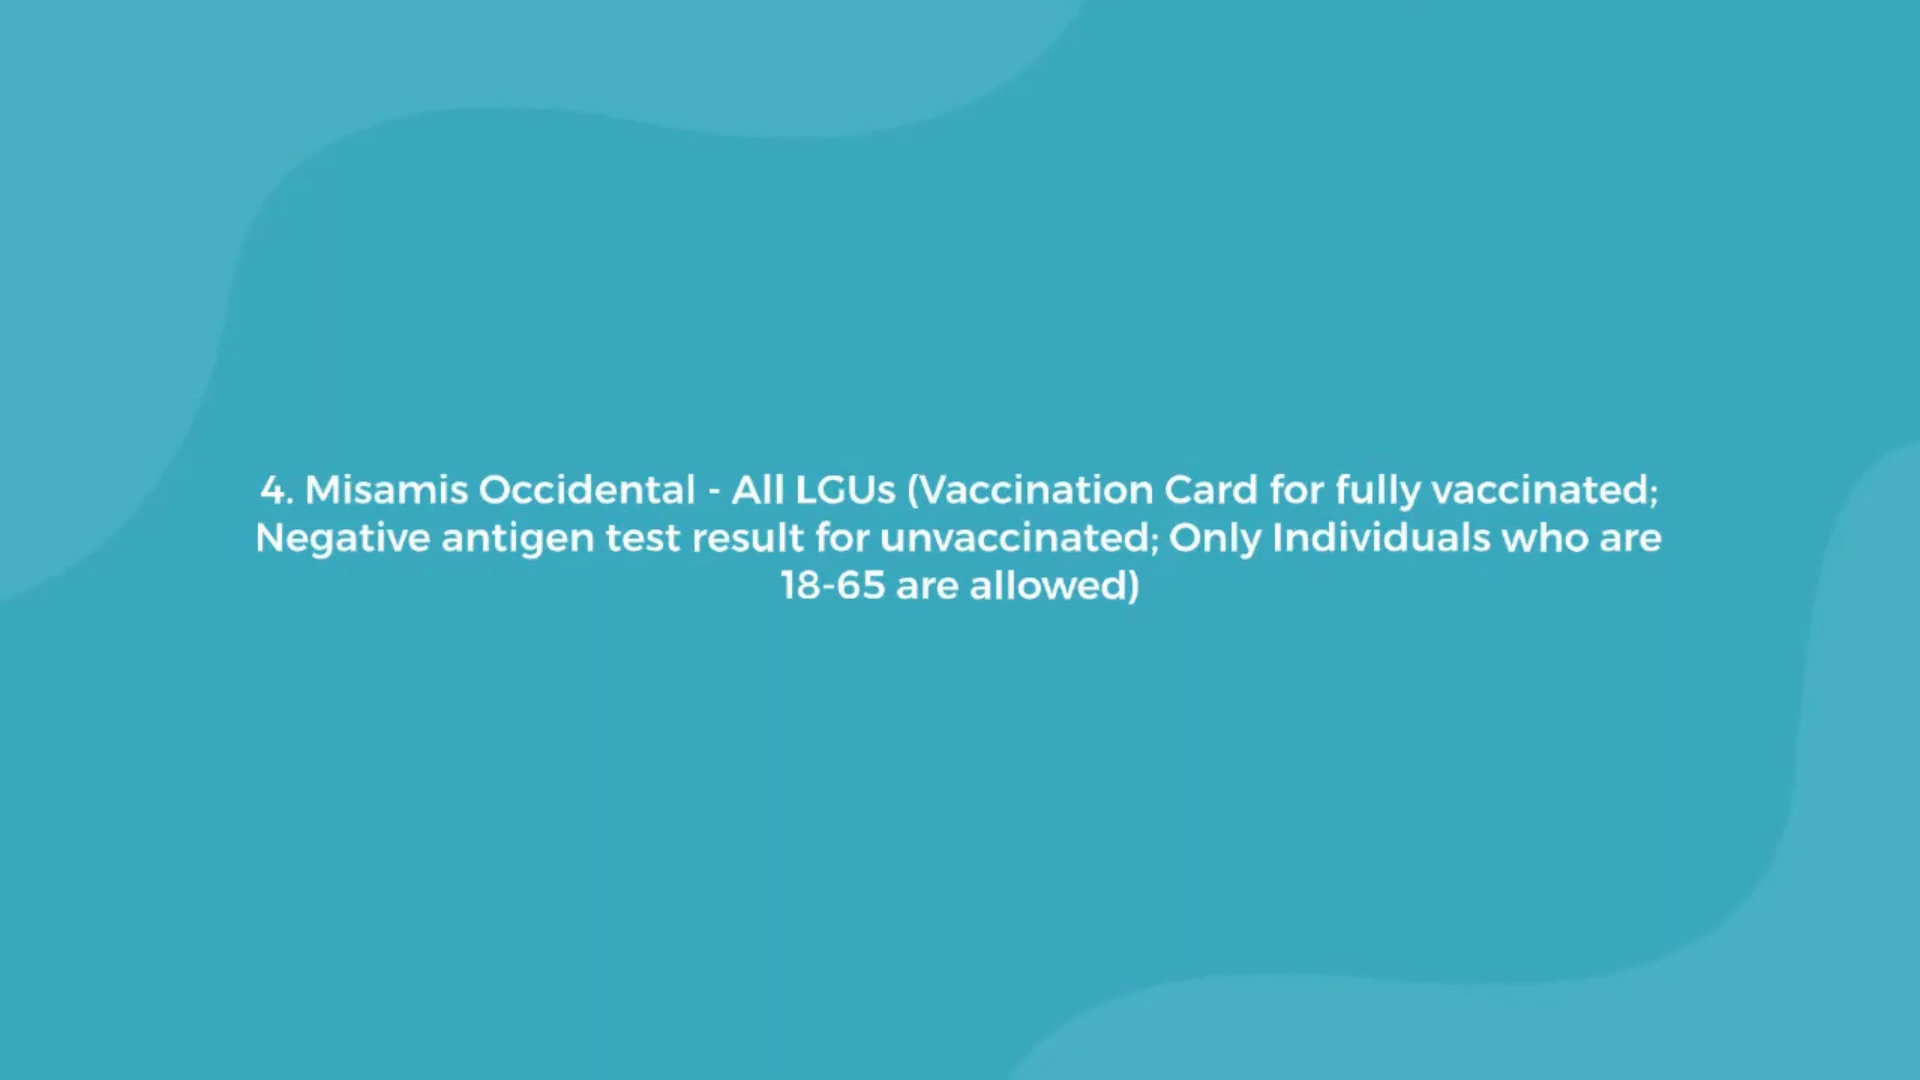 4. Misamis Occidental - All LGUs (Vaccination Card for fully vaccinated;
Negative antigen test result for unvaccinated; Only Individuals who are
18-65 are allowed)